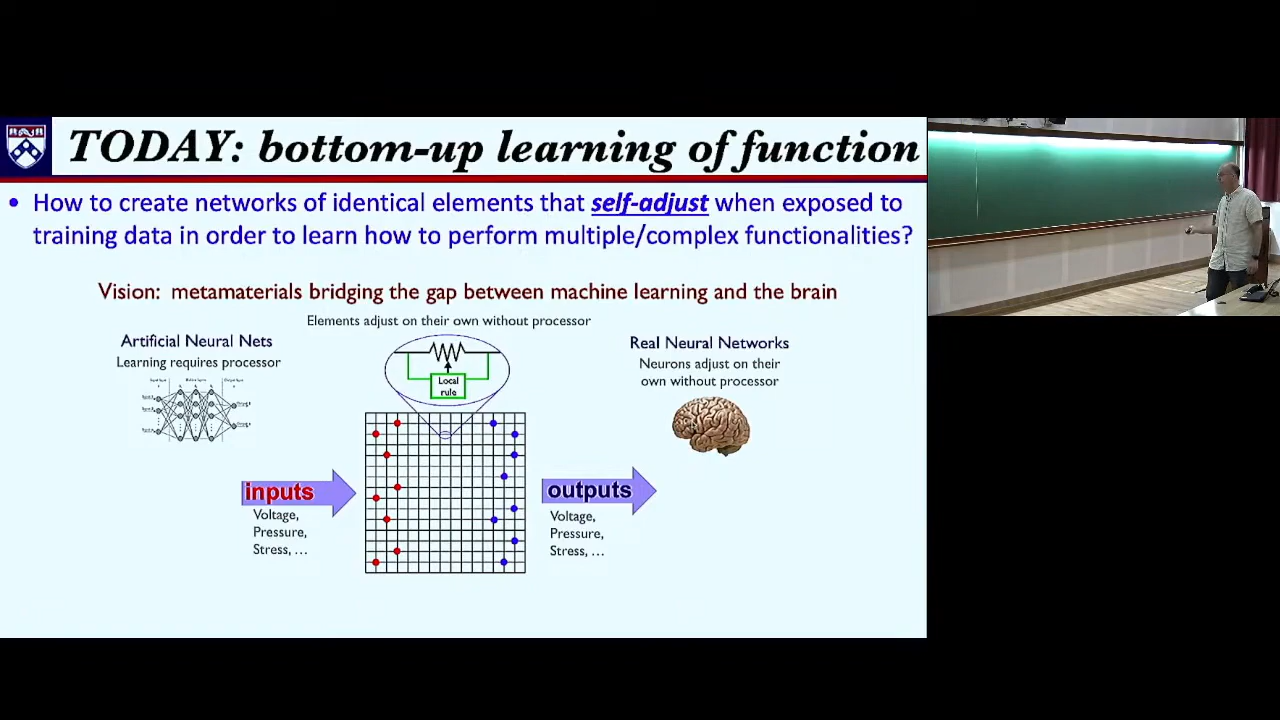 TODAY: bottom-up learning of function
• How to create networks of identical elements that self-adjust when exposed to
training data in order to learn how to perform multiple/complex functionalities?
Vision: metamaterials bridging the gap between machine learning and the brain
Elements adjust on their own without processor
Artificial Neural Nets
Learning requires processor
Local
rule
Real Neural Networks
Neurons adjust on their
own without processor
inputs
Voltage,
Pressure,
Stress, ...
outputs
Voltage,
Pressure,
Stress, ...